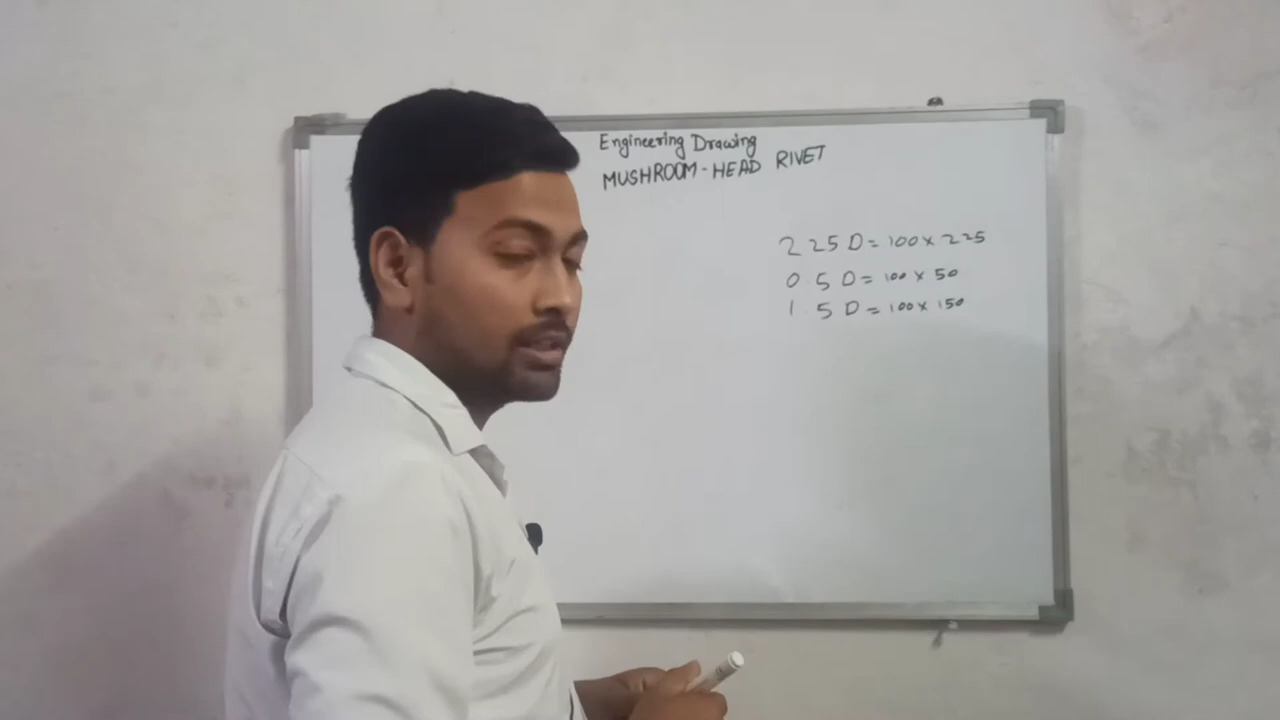 Engineering Drawing
MUSHROOM-HEAD RIVET
2 25 D = 100 x 225
0.5 D = 100 x 50
1.5 D = 100 x 150